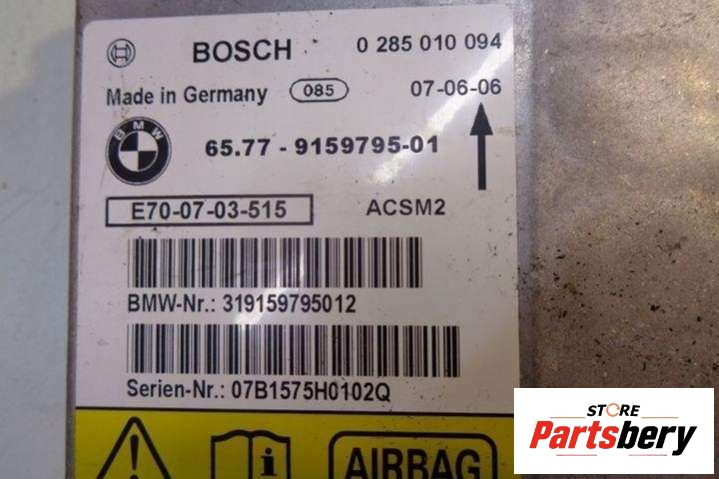 BOSCH 0 285 010 094
Made in Germany 085 07-06-06
BMW 65.77 - 9159795-01
E70-07-03-515 ACSM2
BMW-Nr.: 319159795012
Serien-Nr.: 07B1575H0102Q
i AIRBAG
STORE
Partsbery